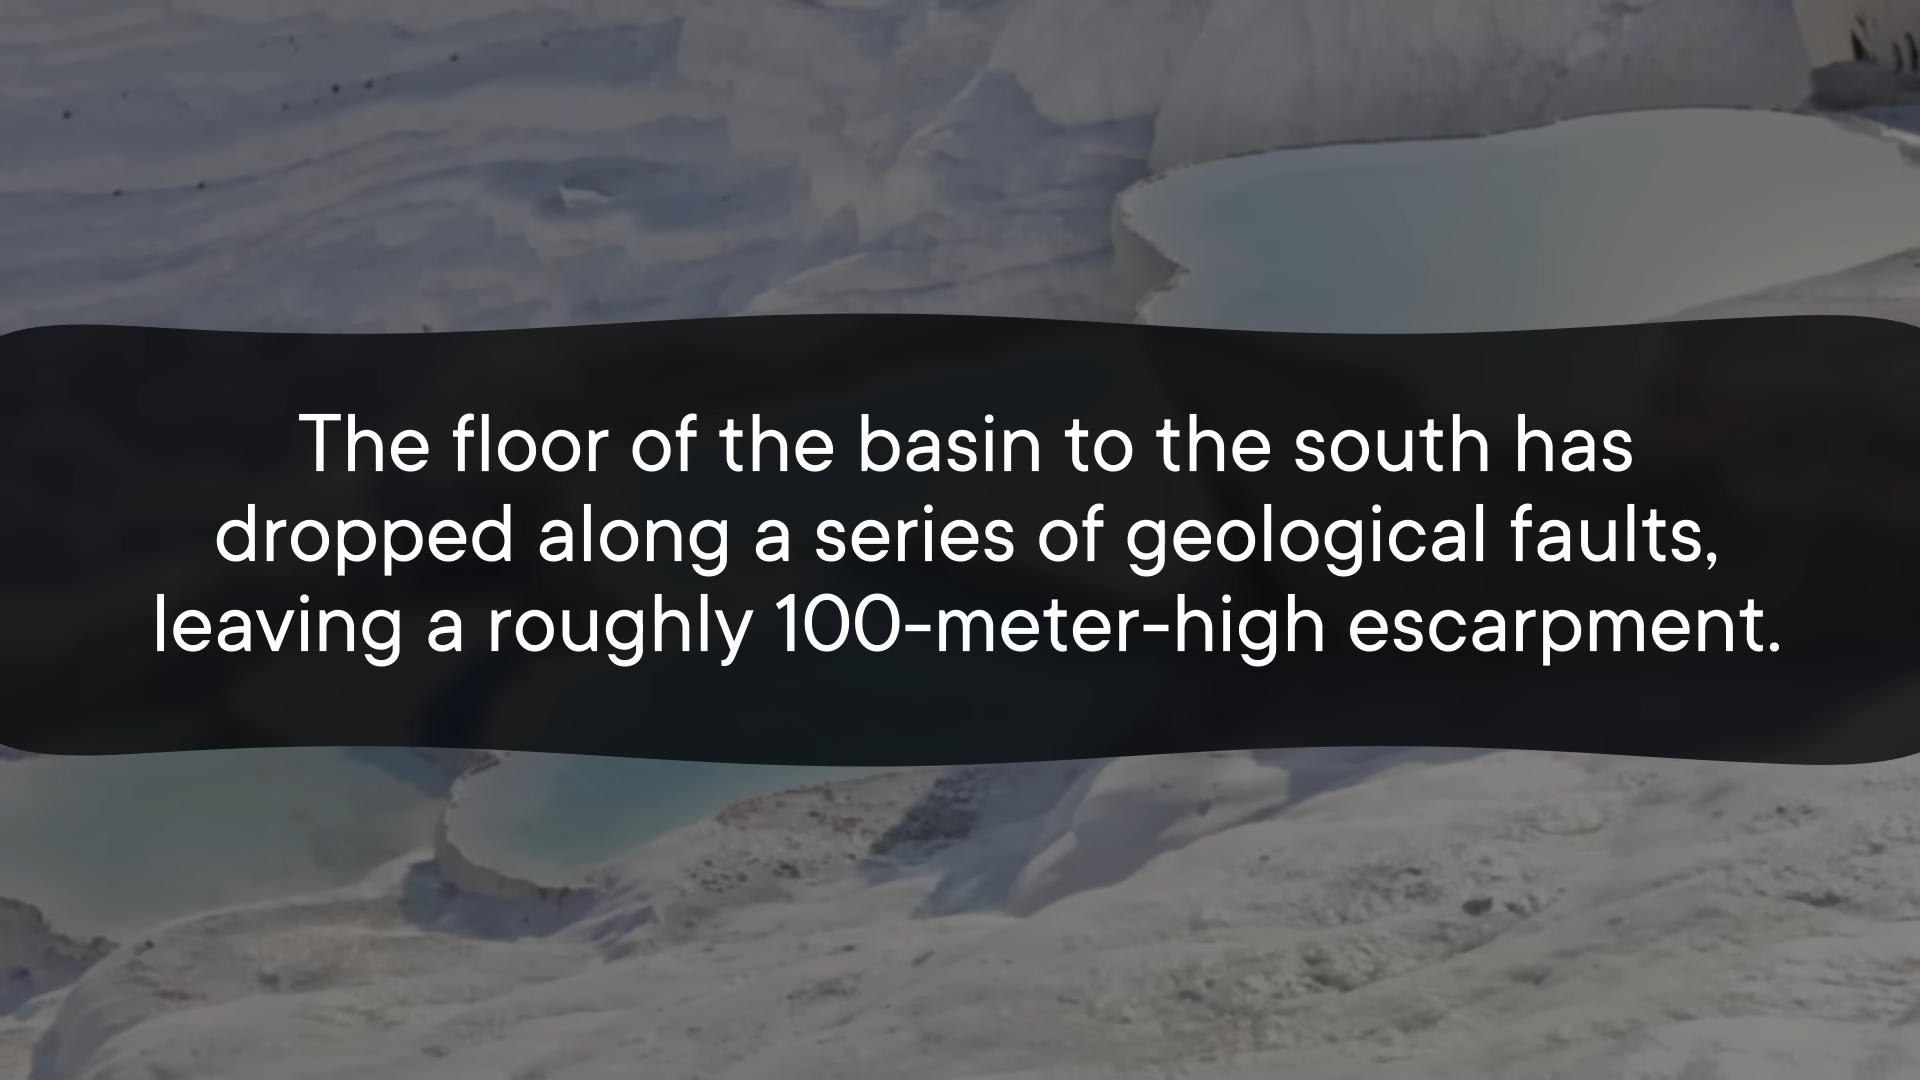 The floor of the basin to the south has
dropped along a series of geological faults,
leaving a roughly 100-meter-high escarpment.